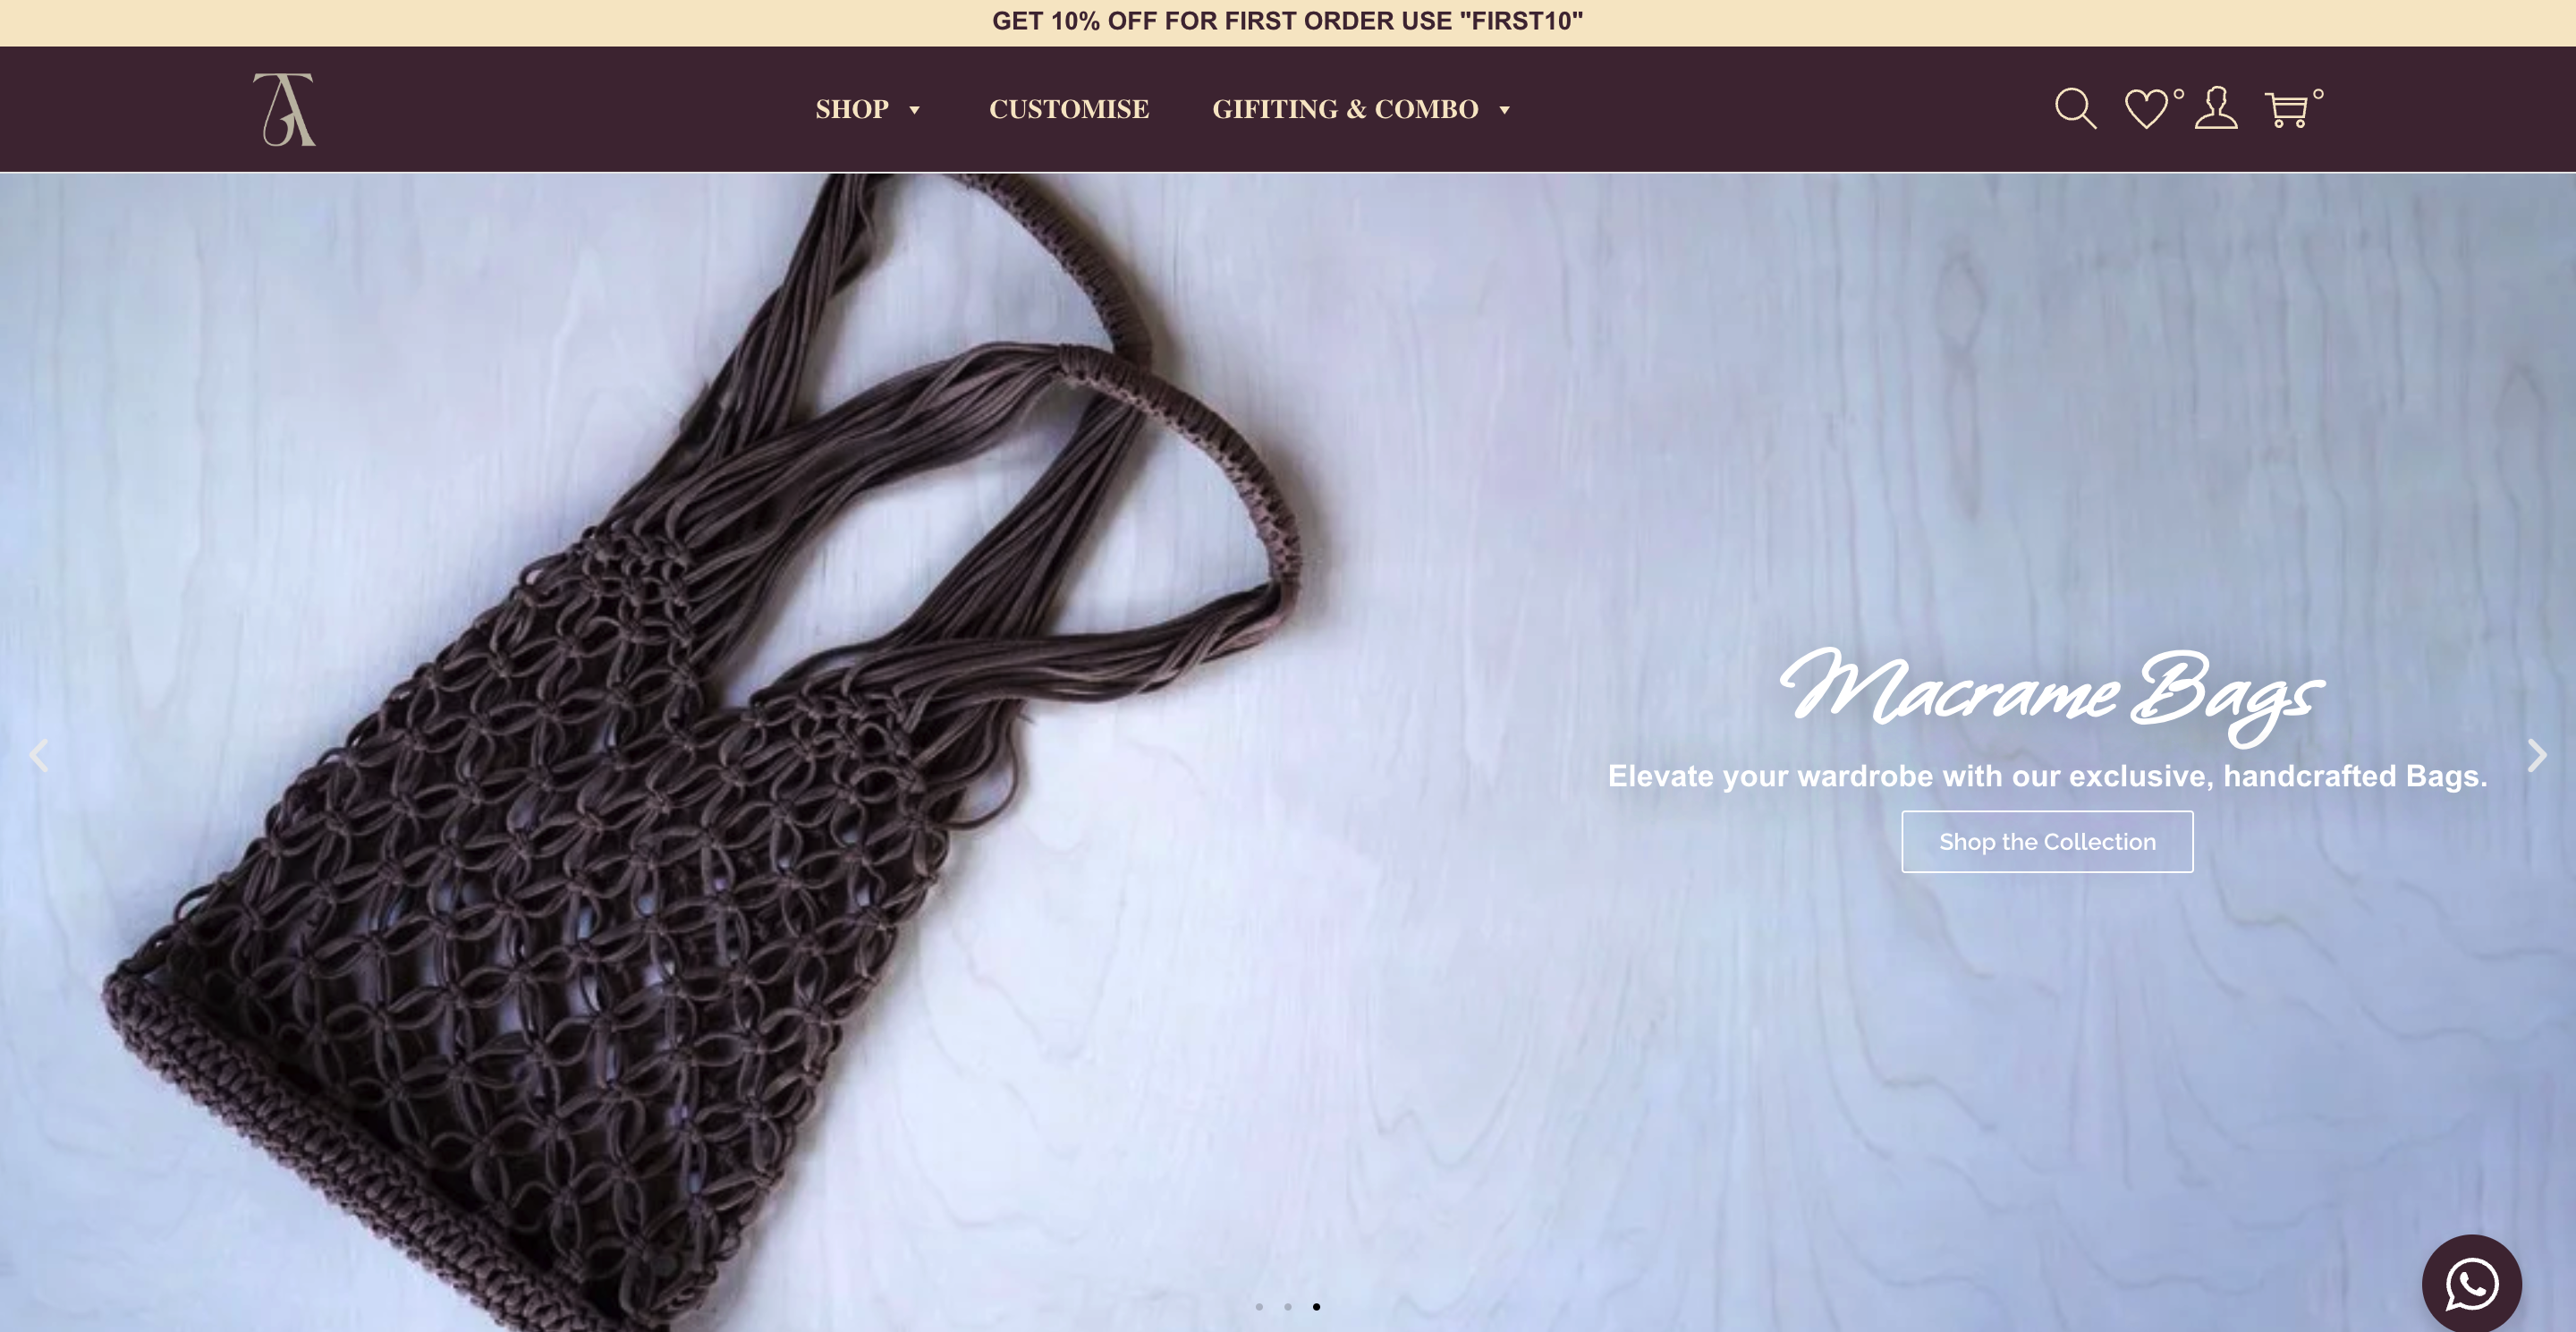 GET 10% OFF FOR FIRST ORDER USE "FIRST10"
SHOP CUSTOMISE GIFITING & COMBO
0 0
Macrame Bags
Elevate your wardrobe with our exclusive, handcrafted Bags.
Shop the Collection